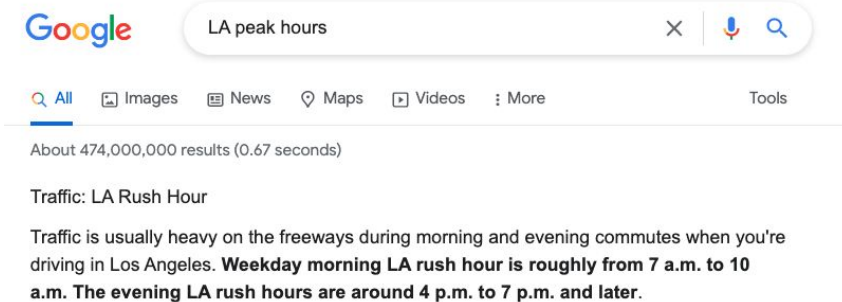 Google
LA peak hours
All Images News Maps Videos More Tools
About 474,000,000 results (0.67 seconds)
Traffic: LA Rush Hour
Traffic is usually heavy on the freeways during morning and evening commutes when you're
driving in Los Angeles. Weekday morning LA rush hour is roughly from 7 a.m. to 10
a.m. The evening LA rush hours are around 4 p.m. to 7 p.m. and later.